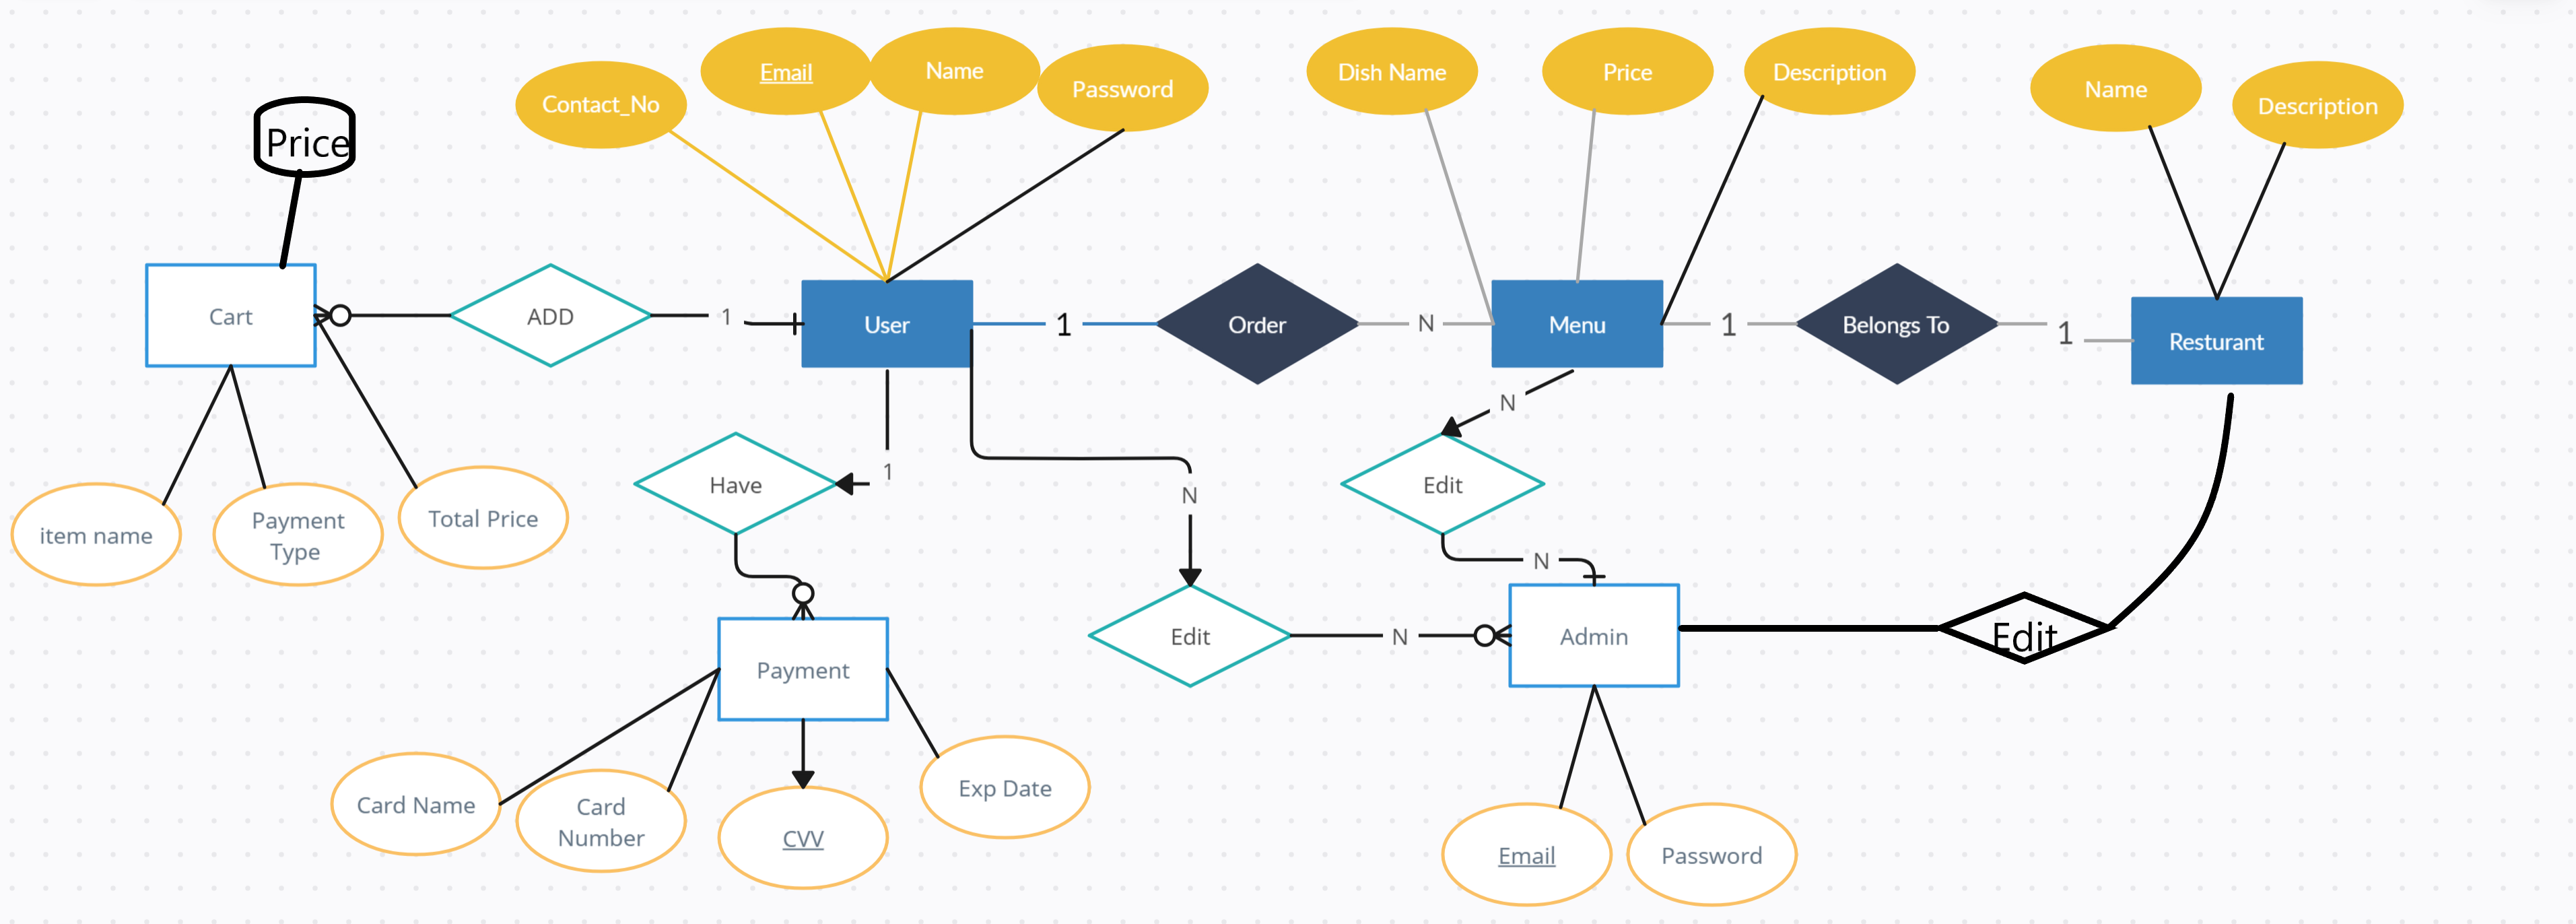 Contact_No
Email
Name
Password
Dish Name
Price
Description
Name
Description
Price
Cart
ADD
1
User
1
Order
N
Menu
1
Belongs To
1
Resturant
N
1
Have
N
Edit
item name
Payment
Type
Total Price
N
Payment
Edit
N
Admin
Edit
Card Name
Card
Number
CVV
Exp Date
Email
Password